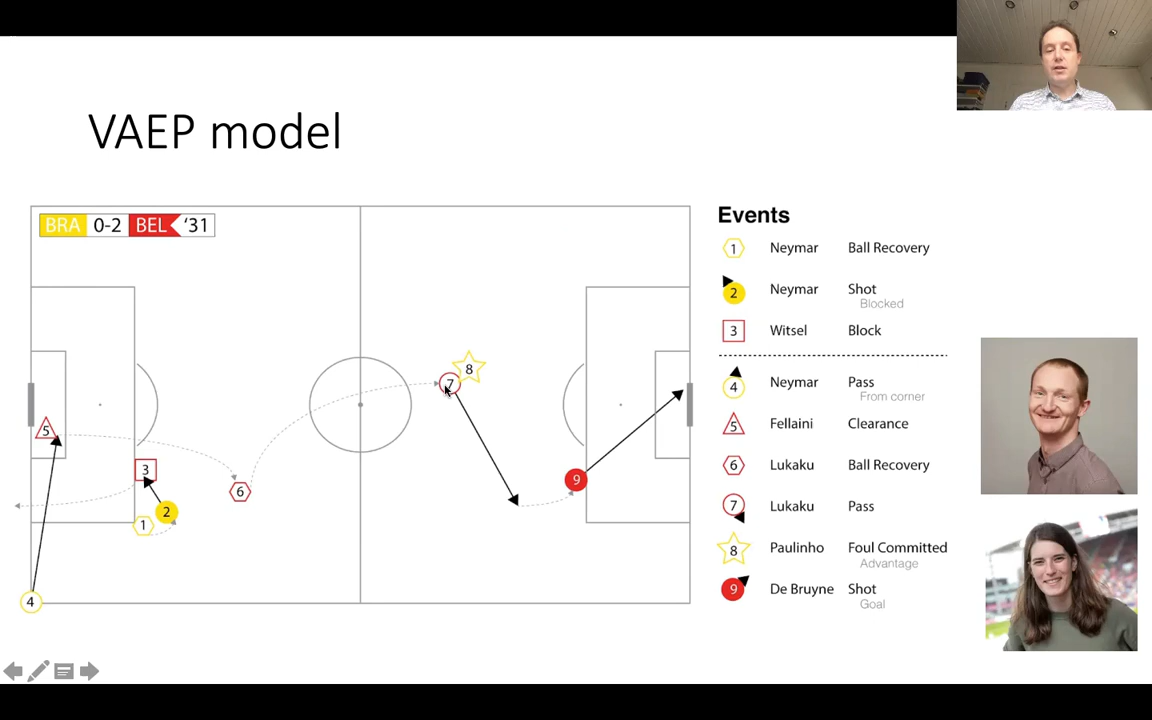 VAEP model
BRA 0-2 BEL '31
Events
1 Neymar Ball Recovery
2 Neymar Shot
Blocked
3 Witsel Block
4 Neymar Pass
From corner
5 Fellaini Clearance
6 Lukaku Ball Recovery
7 Lukaku Pass
8 Paulinho Foul Committed
Advantage
9 De Bruyne Shot
Goal
8
7
5
3
9
6
2
1
4